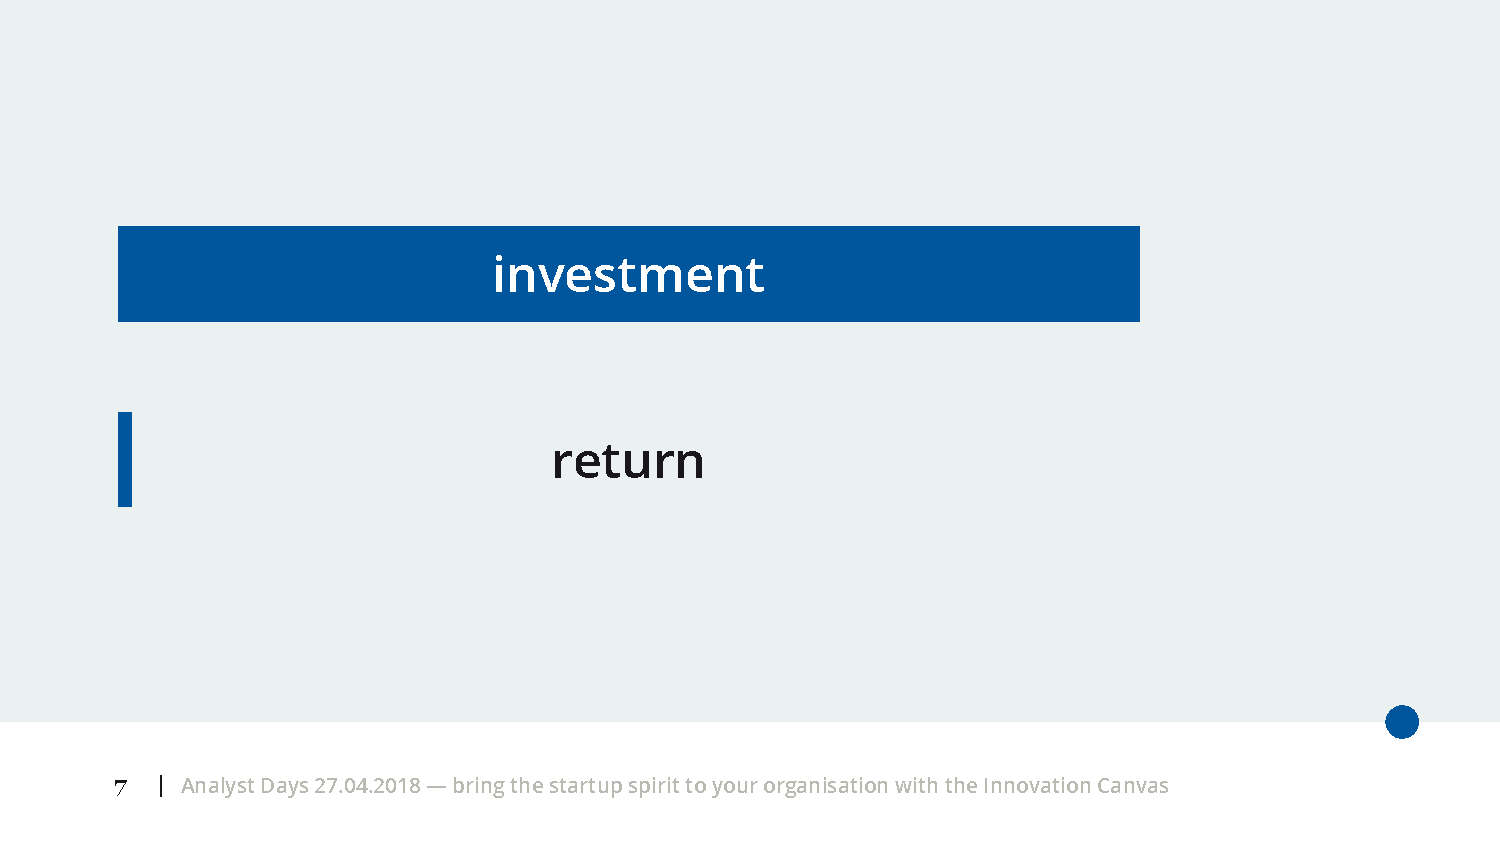 investment
return
7 | Analyst Days 27.04.2018 — bring the startup spirit to your organisation with the Innovation Canvas